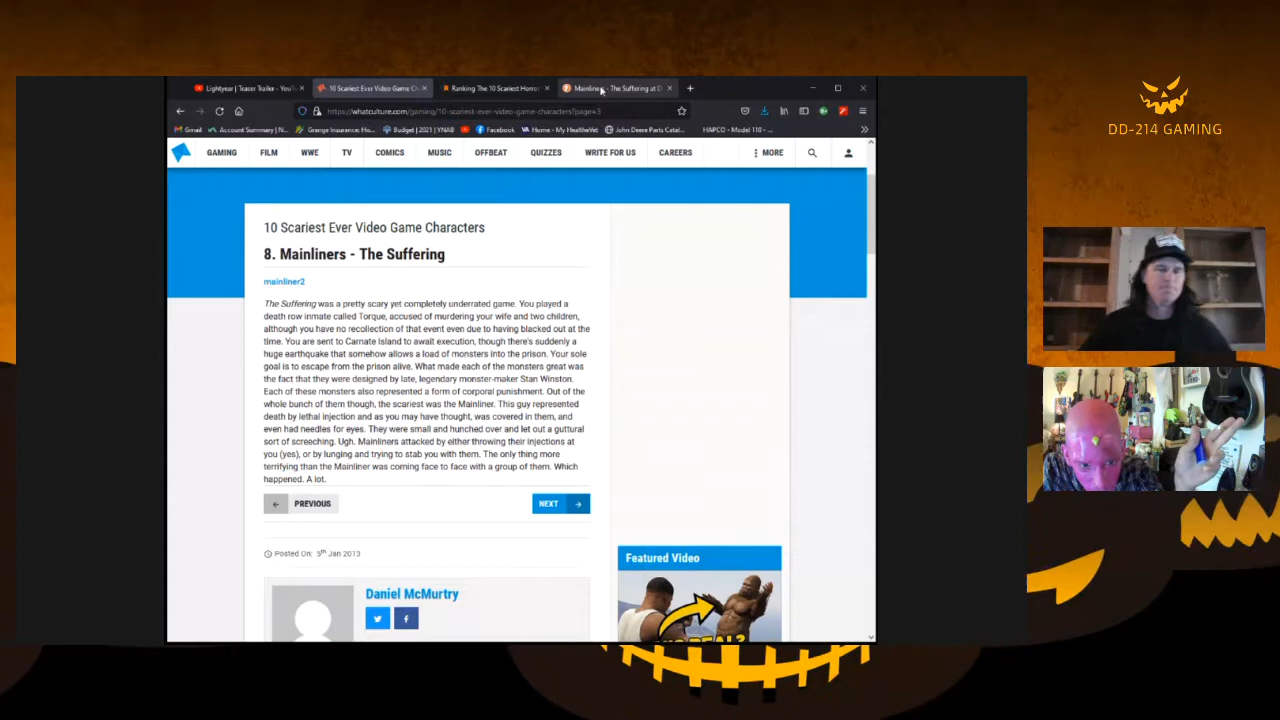 Lightyear | Teaser Trailer - YouT
10 Scariest Ever Video Game Ch
Ranking The 10 Scariest Horror
Mainliner - The Suffering at D
https://whatculture.com/gaming/10-scariest-ever-video-game-characters?page=3
Gmail
Account Summary | N...
Grange Insurance: Ho...
Budget | 2021 | YNAB
Facebook
Home - My HealtheVet
John Deere Parts Catal...
HAPCO - Model 110 - ...
GAMING
FILM
WWE
TV
COMICS
MUSIC
OFFBEAT
QUIZZES
WRITE FOR US
CAREERS
MORE
10 Scariest Ever Video Game Characters
8. Mainliners - The Suffering
mainliner2
The Suffering was a pretty scary yet completely underrated game. You played a
death row inmate called Torque, accused of murdering your wife and two children,
although you have no recollection of that event even due to having blacked out at the
time. You are sent to Carnate Island to await execution, though there's suddenly a
huge earthquake that somehow allows a load of monsters into the prison. Your sole
goal is to escape from the prison alive. What made each of the monsters great was
the fact that they were designed by late, legendary monster-maker Stan Winston.
Each of these monsters also represented a form of corporal punishment. Out of the
whole bunch of them though, the scariest was the Mainliner. This guy represented
death by lethal injection and as you may have thought, was covered in them, and
even had needles for eyes. They were small and hunched over and let out a guttural
sort of screeching. Ugh. Mainliners attacked by either throwing their injections at
you (yes), or by lunging and trying to stab you with them. The only thing more
terrifying than the Mainliner was coming face to face with a group of them. Which
happened. A lot.
PREVIOUS
NEXT
Posted On: 5th Jan 2013
Daniel McMurtry
Featured Video
REAL?
DD-214 GAMING